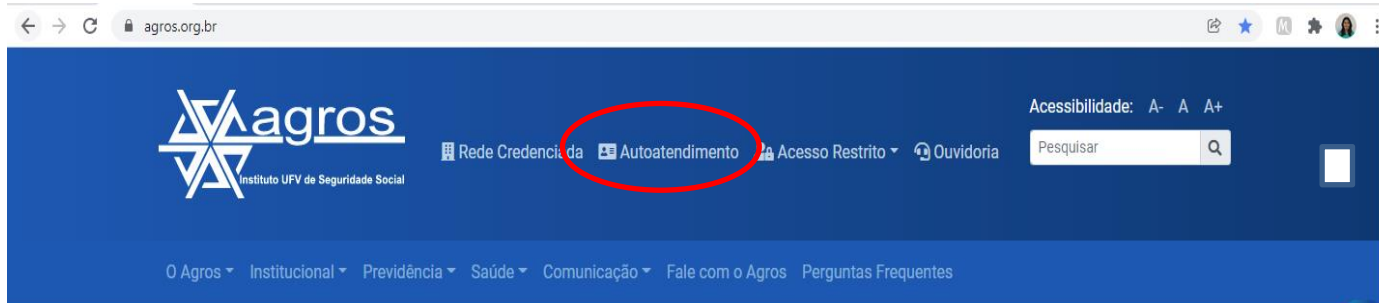 agros.org.br
agros
Instituto UFV de Seguridade Social
Rede Credenciada Autoatendimento Acesso Restrito Ouvidoria
Acessibilidade: A- A A+
Pesquisar
O Agros Institucional Previdência Saúde Comunicação Fale com o Agros Perguntas Frequentes